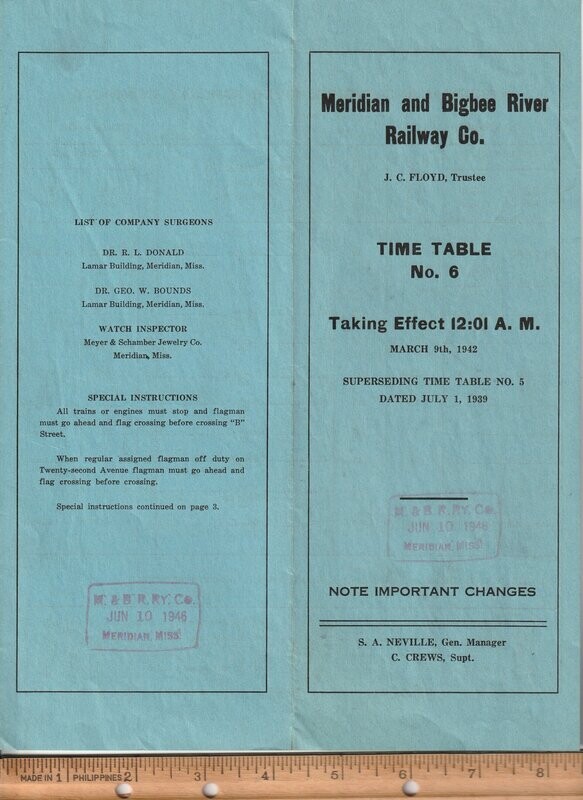 LIST OF COMPANY SURGEONS
DR. R. L. DONALD
Lamar Building, Meridian, Miss.
DR. GEO. W. BOUNDS
Lamar Building, Meridian, Miss.
WATCH INSPECTOR
Meyer & Schamber Jewelry Co.
Meridian, Miss.
SPECIAL INSTRUCTIONS
All trains or engines must stop and flagman
must go ahead and flag crossing before crossing "B"
Street.
When regular assigned flagman off duty on
Twenty-second Avenue flagman must go ahead and
flag crossing before crossing.
Special instructions continued on page 3.
M. & B. R. RY. CO.
JUN 10 1946
MERIDIAN, MISS
Meridian and Bigbee River
Railway Co.
J. C. FLOYD, Trustee
TIME TABLE
No. 6
Taking Effect 12:01 A. M.
MARCH 9th, 1942
SUPERSEDING TIME TABLE NO. 5
DATED JULY 1, 1939
M. & B. R. RY. CO.
JUN 10 1946
MERIDIAN, MISS
NOTE IMPORTANT CHANGES
S. A. NEVILLE, Gen. Manager
C. CREWS, Supt.
MADE IN 1 PHILIPPINES 2 3 4 5 6 7 8